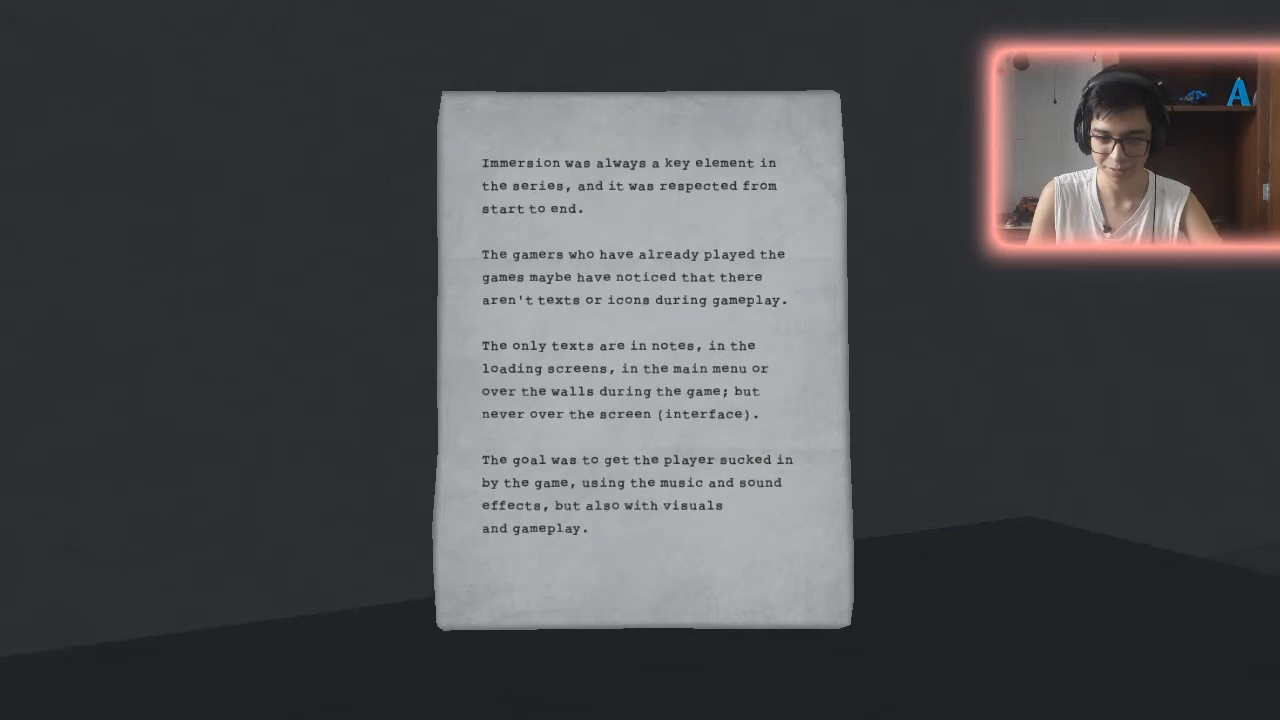 Immersion was always a key element in
the series, and it was respected from
start to end.
The gamers who have already played the
games maybe have noticed that there
aren't texts or icons during gameplay.
The only texts are in notes, in the
loading screens, in the main menu or
over the walls during the game; but
never over the screen (interface).
The goal was to get the player sucked in
by the game, using the music and sound
effects, but also with visuals
and gameplay.
A